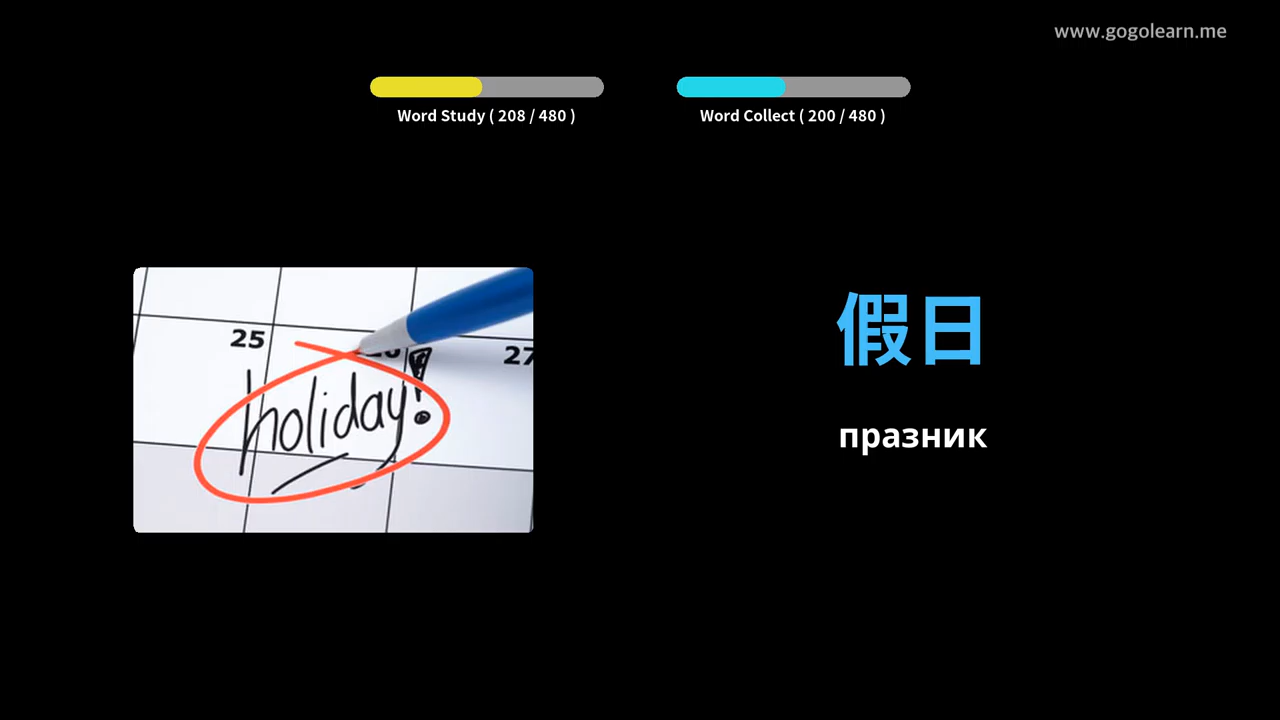 www.gogolearn.me
Word Study ( 208 / 480 )
Word Collect ( 200 / 480 )
25
27
holiday!
假日
празник